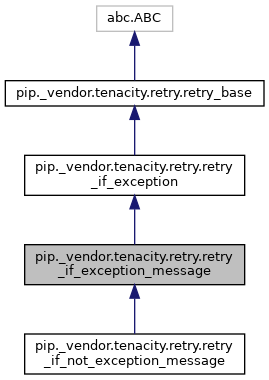 abc.ABC
pip._vendor.tenacity.retry.retry_base
pip._vendor.tenacity.retry.retry
_if_exception
pip._vendor.tenacity.retry.retry
_if_exception_message
pip._vendor.tenacity.retry.retry
_if_not_exception_message